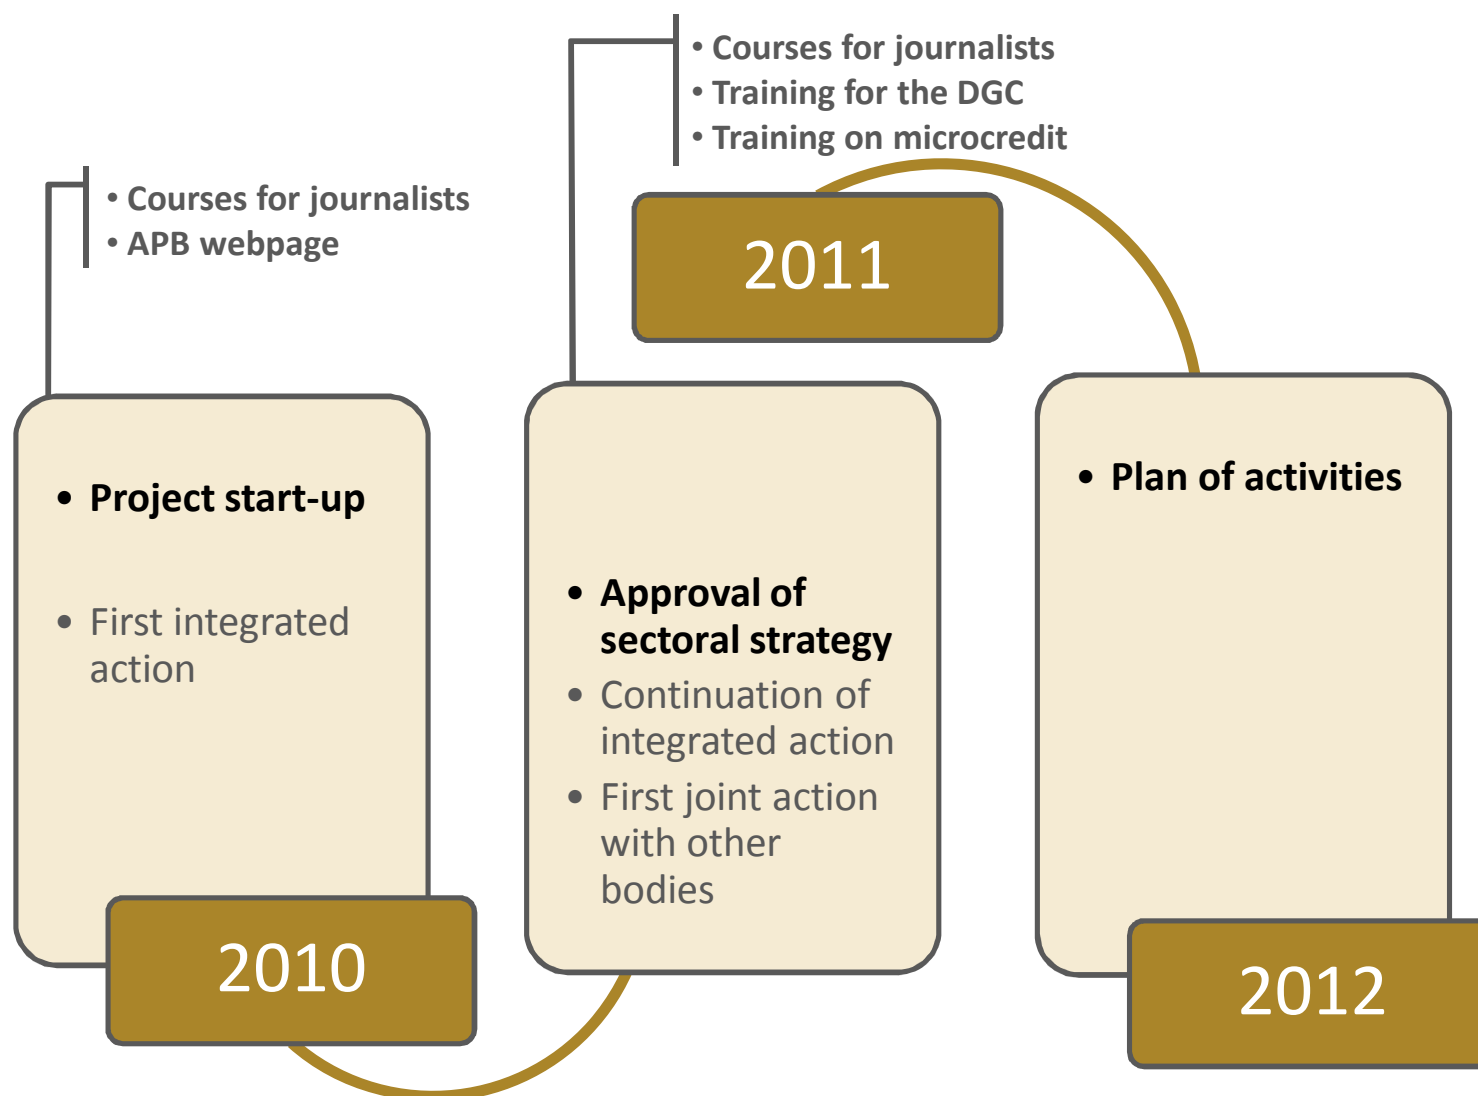 • Courses for journalists
• APB webpage
• Project start-up
• First integrated
action
2010
• Courses for journalists
• Training for the DGC
• Training on microcredit
2011
• Approval of
sectoral strategy
• Continuation of
integrated action
• First joint action
with other
bodies
• Plan of activities
2012